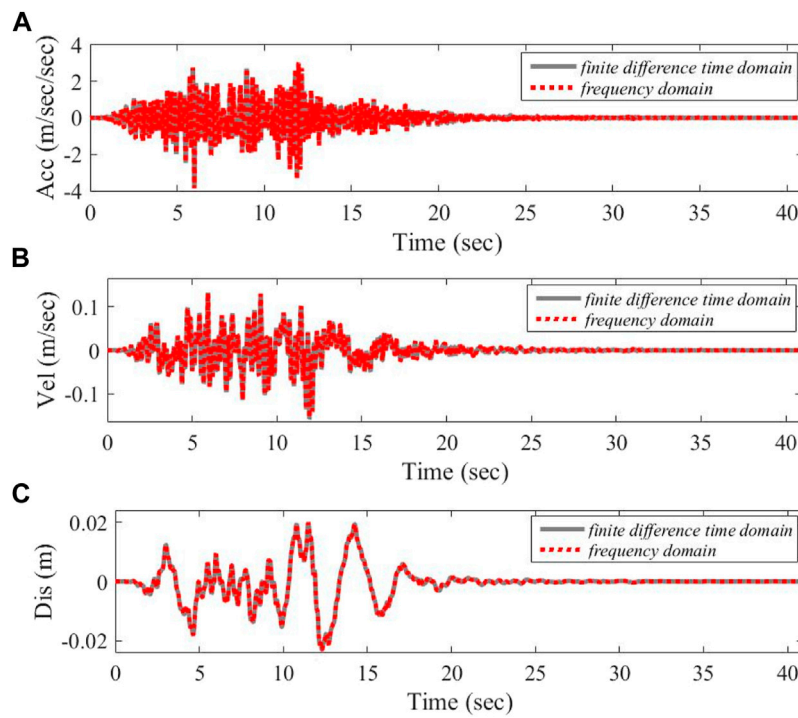 A
Acc (m/sec/sec)
4
2
0
-2
-4
finite difference time domain
frequency domain
0 5 10 15 20 25 30 35 40
Time (sec)
B
Vel (m/sec)
0.1
0
-0.1
finite difference time domain
frequency domain
0 5 10 15 20 25 30 35 40
Time (sec)
C
Dis (m)
0.02
0
-0.02
finite difference time domain
frequency domain
0 5 10 15 20 25 30 35 40
Time (sec)